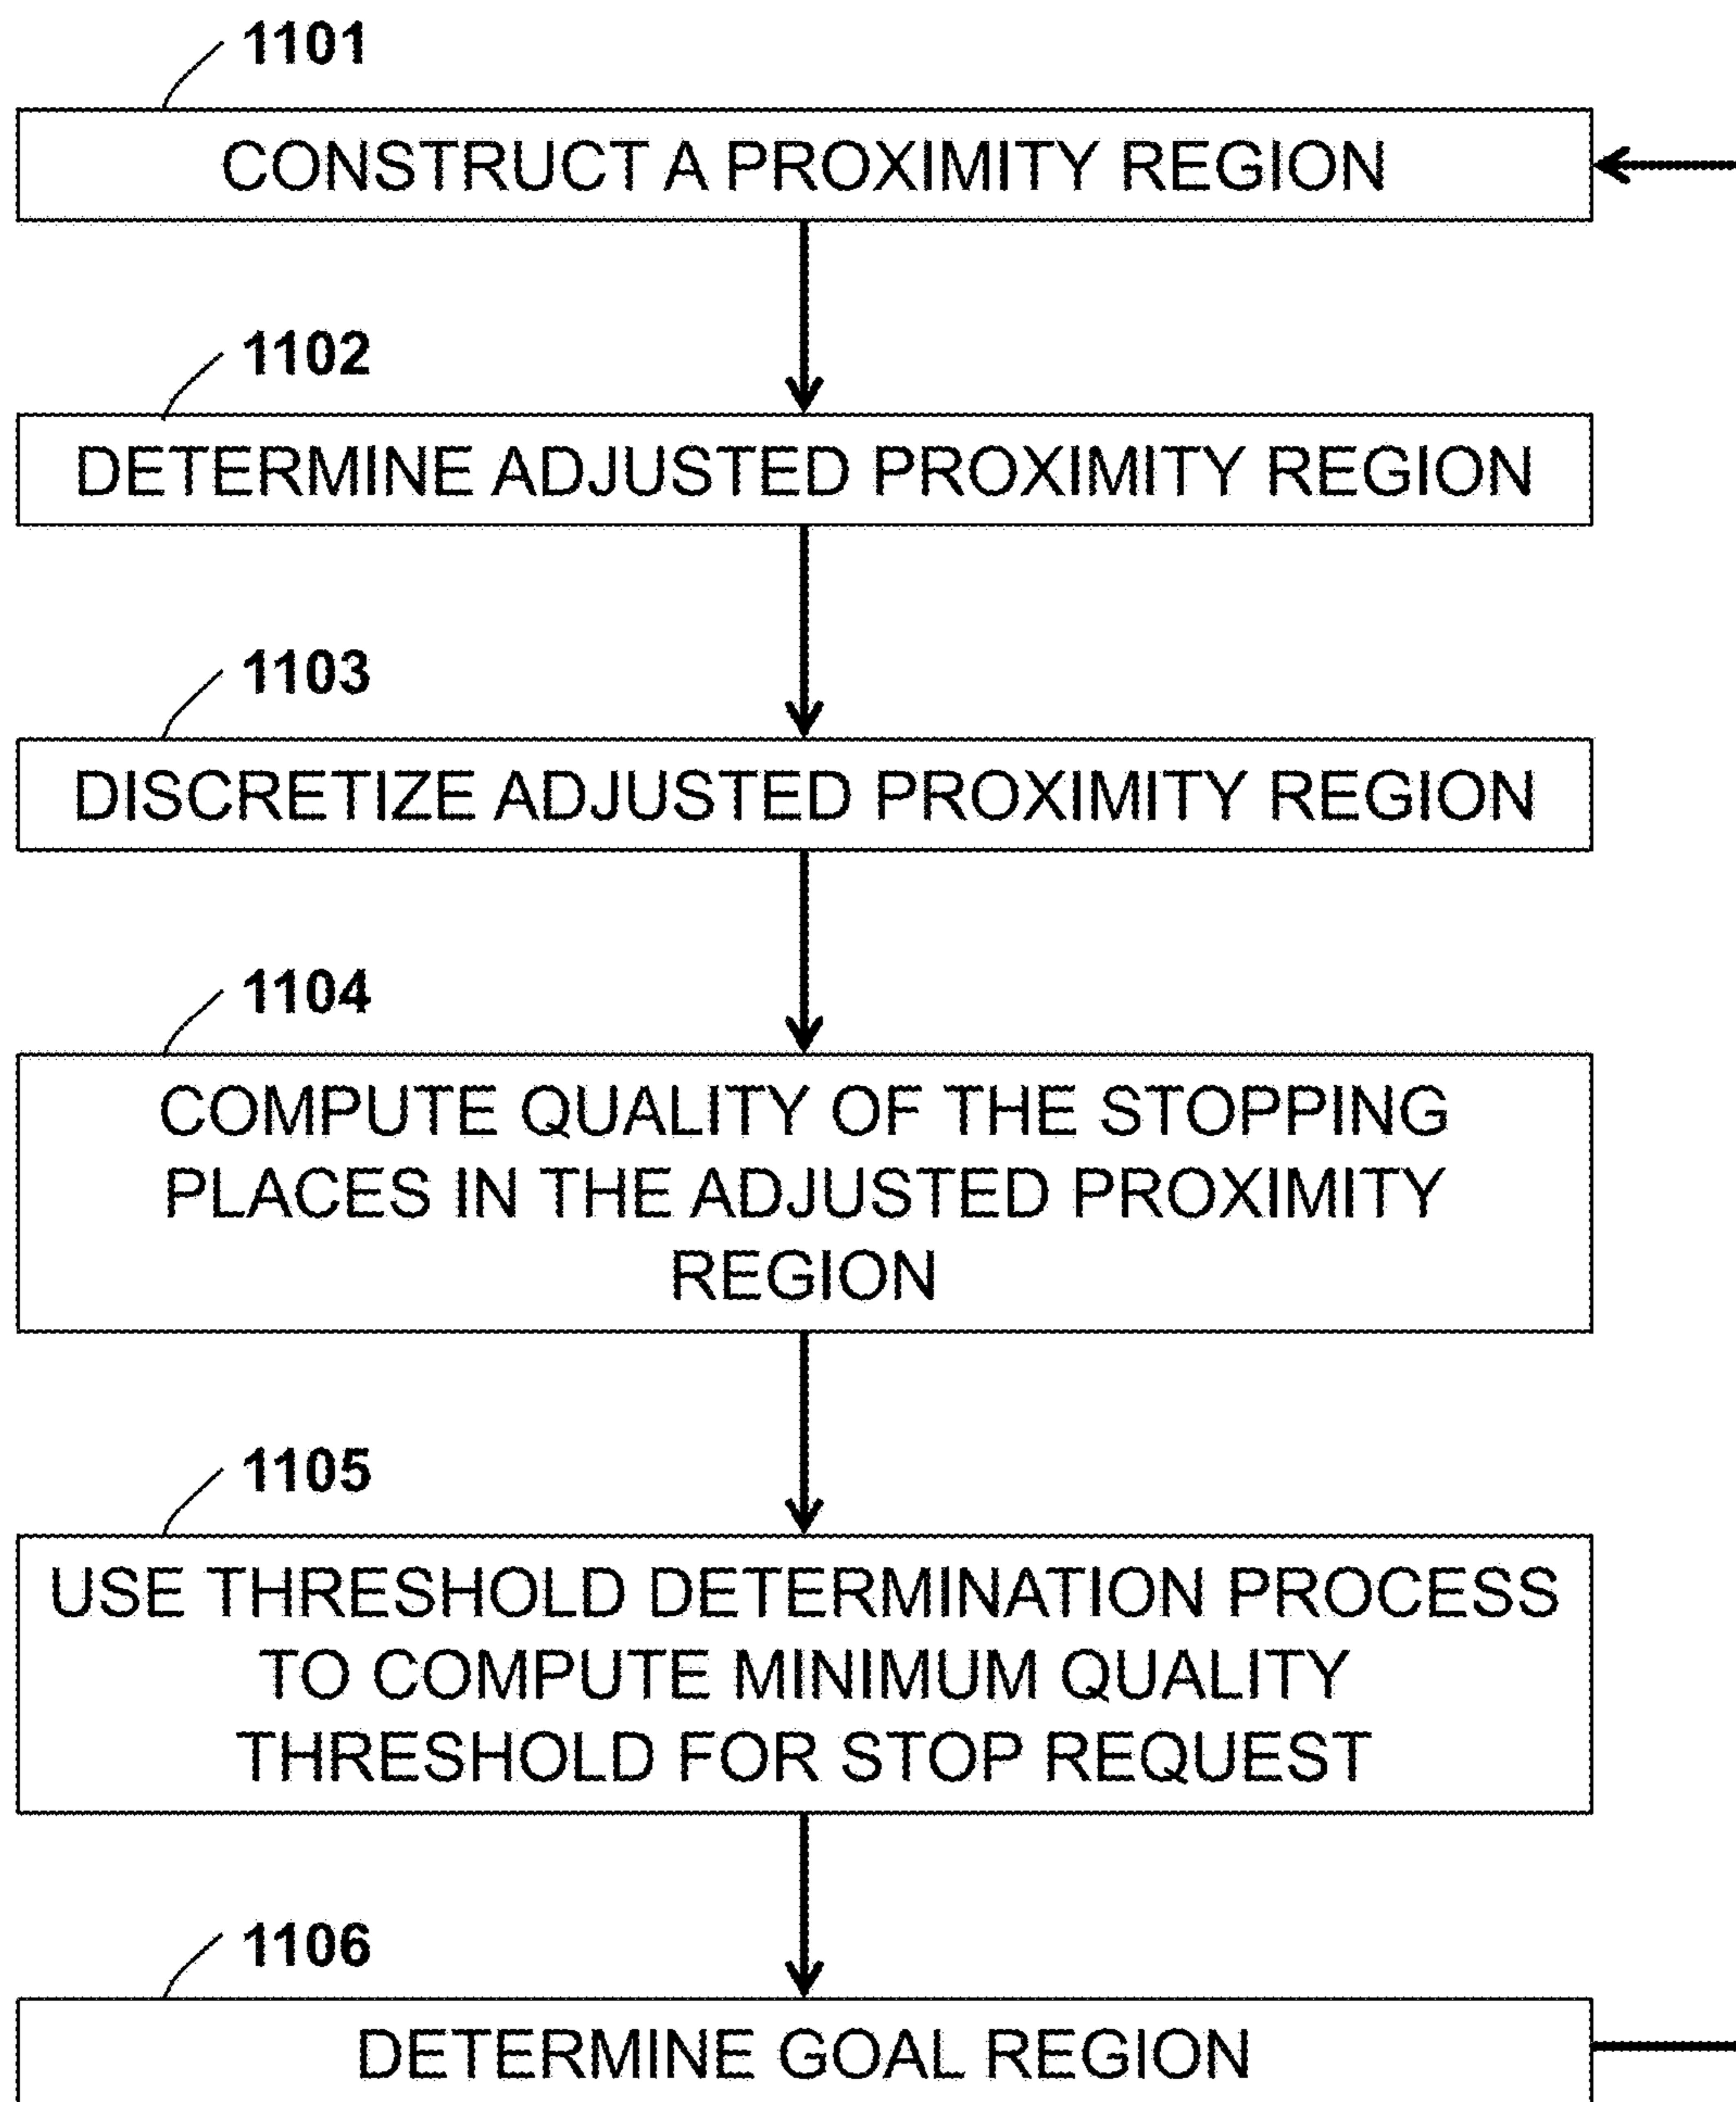 1101
CONSTRUCT A PROXIMITY REGION
1102
DETERMINE ADJUSTED PROXIMITY REGION
1103
DISCRETIZE ADJUSTED PROXIMITY REGION
1104
COMPUTE QUALITY OF THE STOPPING
PLACES IN THE ADJUSTED PROXIMITY
REGION
1105
USE THRESHOLD DETERMINATION PROCESS
TO COMPUTE MINIMUM QUALITY
THRESHOLD FOR STOP REQUEST
1106
DETERMINE GOAL REGION